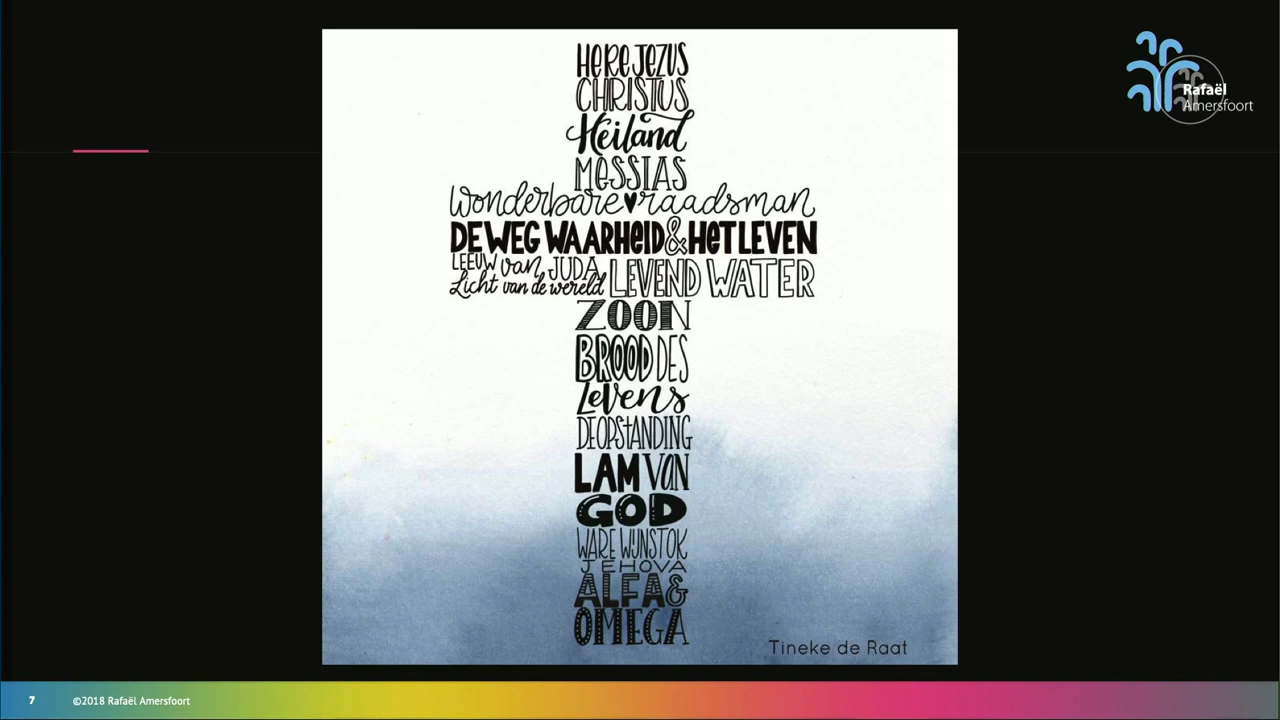 HERE JEZUS
CHRISTUS
Heiland
MESSIAS
wonderbare raadsman
DE WEG WAARHEID & HET LEVEN
LEEUW van JUDA
Licht van de wereld
LEVEND WATER
ZOON
BROOD DES
Levens
DE OPSTANDING
LAM VAN
GOD
WARE WIJNSTOK
JEHOVA
ALFA &
OMEGA
Tineke de Raat
Rafaël
Amersfoort
7 ©2018 Rafaël Amersfoort